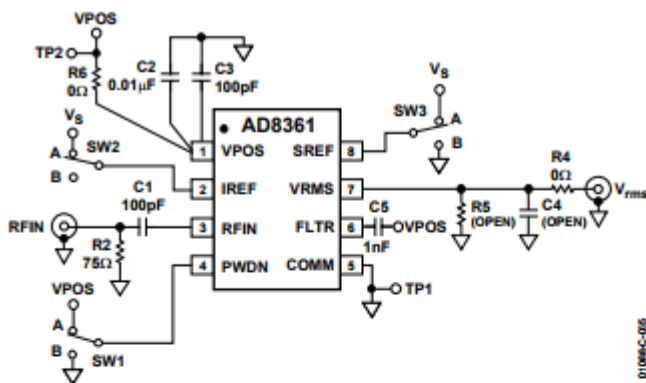 VPOS
TP2
R6
0Ω
C2
0.01µF
C3
100pF
VS
A
B
SW2
C1
100pF
RFIN
R2
75Ω
VPOS
A
B
SW1
AD8361
1 VPOS
2 IREF
3 RFIN
4 PWDN
SREF 8
VRMS 7
FLTR 6
COMM 5
VS
SW3
A
B
R4
0Ω
Vrms
R5
(OPEN)
C4
(OPEN)
C5
1nF
VPOS
TP1
01088-C-005